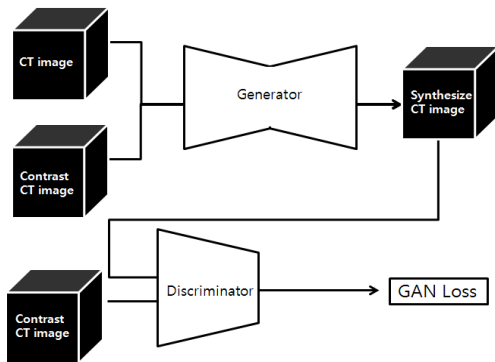 CT image
Generator
Synthesize
CT image
Contrast
CT image
Discriminator
GAN Loss
Contrast
CT image